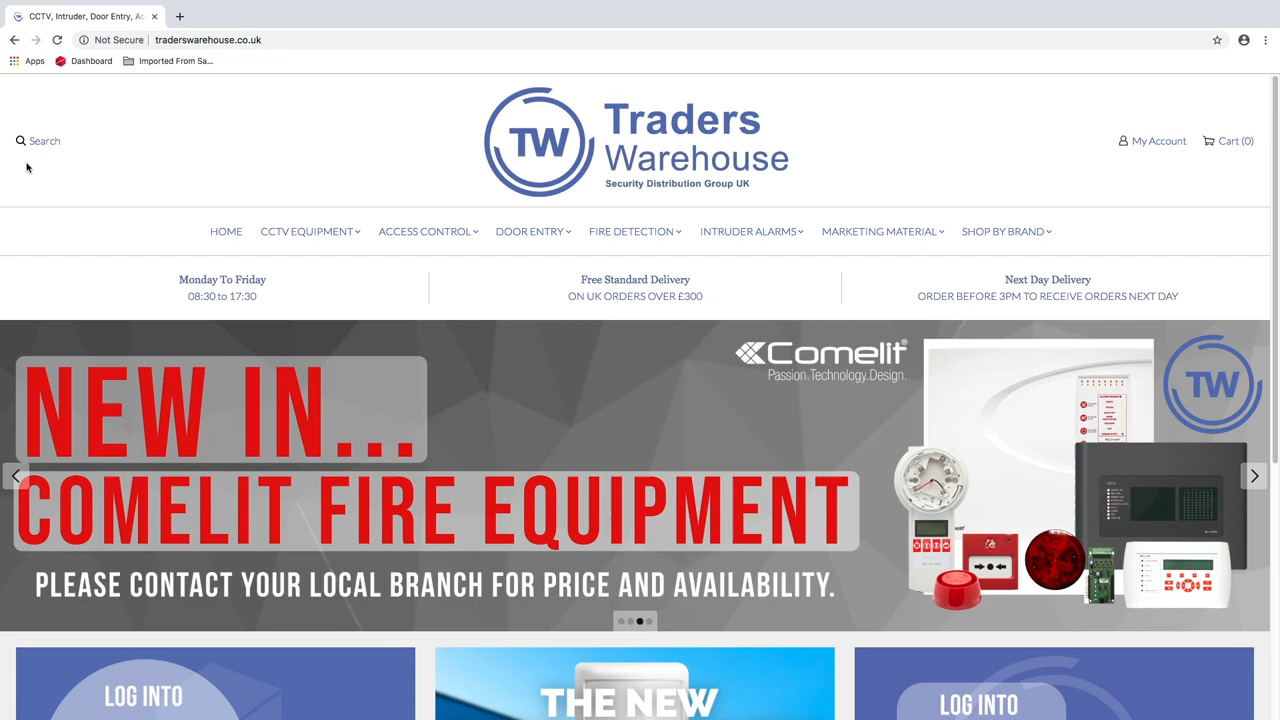 CCTV, Intruder, Door Entry, Ac
Not Secure | traderswarehouse.co.uk
Apps Dashboard Imported From Sa...
Search
TW
Traders
Warehouse
Security Distribution Group UK
My Account Cart (0)
HOME CCTV EQUIPMENT ACCESS CONTROL DOOR ENTRY FIRE DETECTION INTRUDER ALARMS MARKETING MATERIAL SHOP BY BRAND
Monday To Friday
08:30 to 17:30
Free Standard Delivery
ON UK ORDERS OVER £300
Next Day Delivery
ORDER BEFORE 3PM TO RECEIVE ORDERS NEXT DAY
NEW IN...
COMELIT FIRE EQUIPMENT
PLEASE CONTACT YOUR LOCAL BRANCH FOR PRICE AND AVAILABILITY.
Comelit®
Passion.Technology.Design.
TW
LOG INTO
THE NEW
LOG INTO